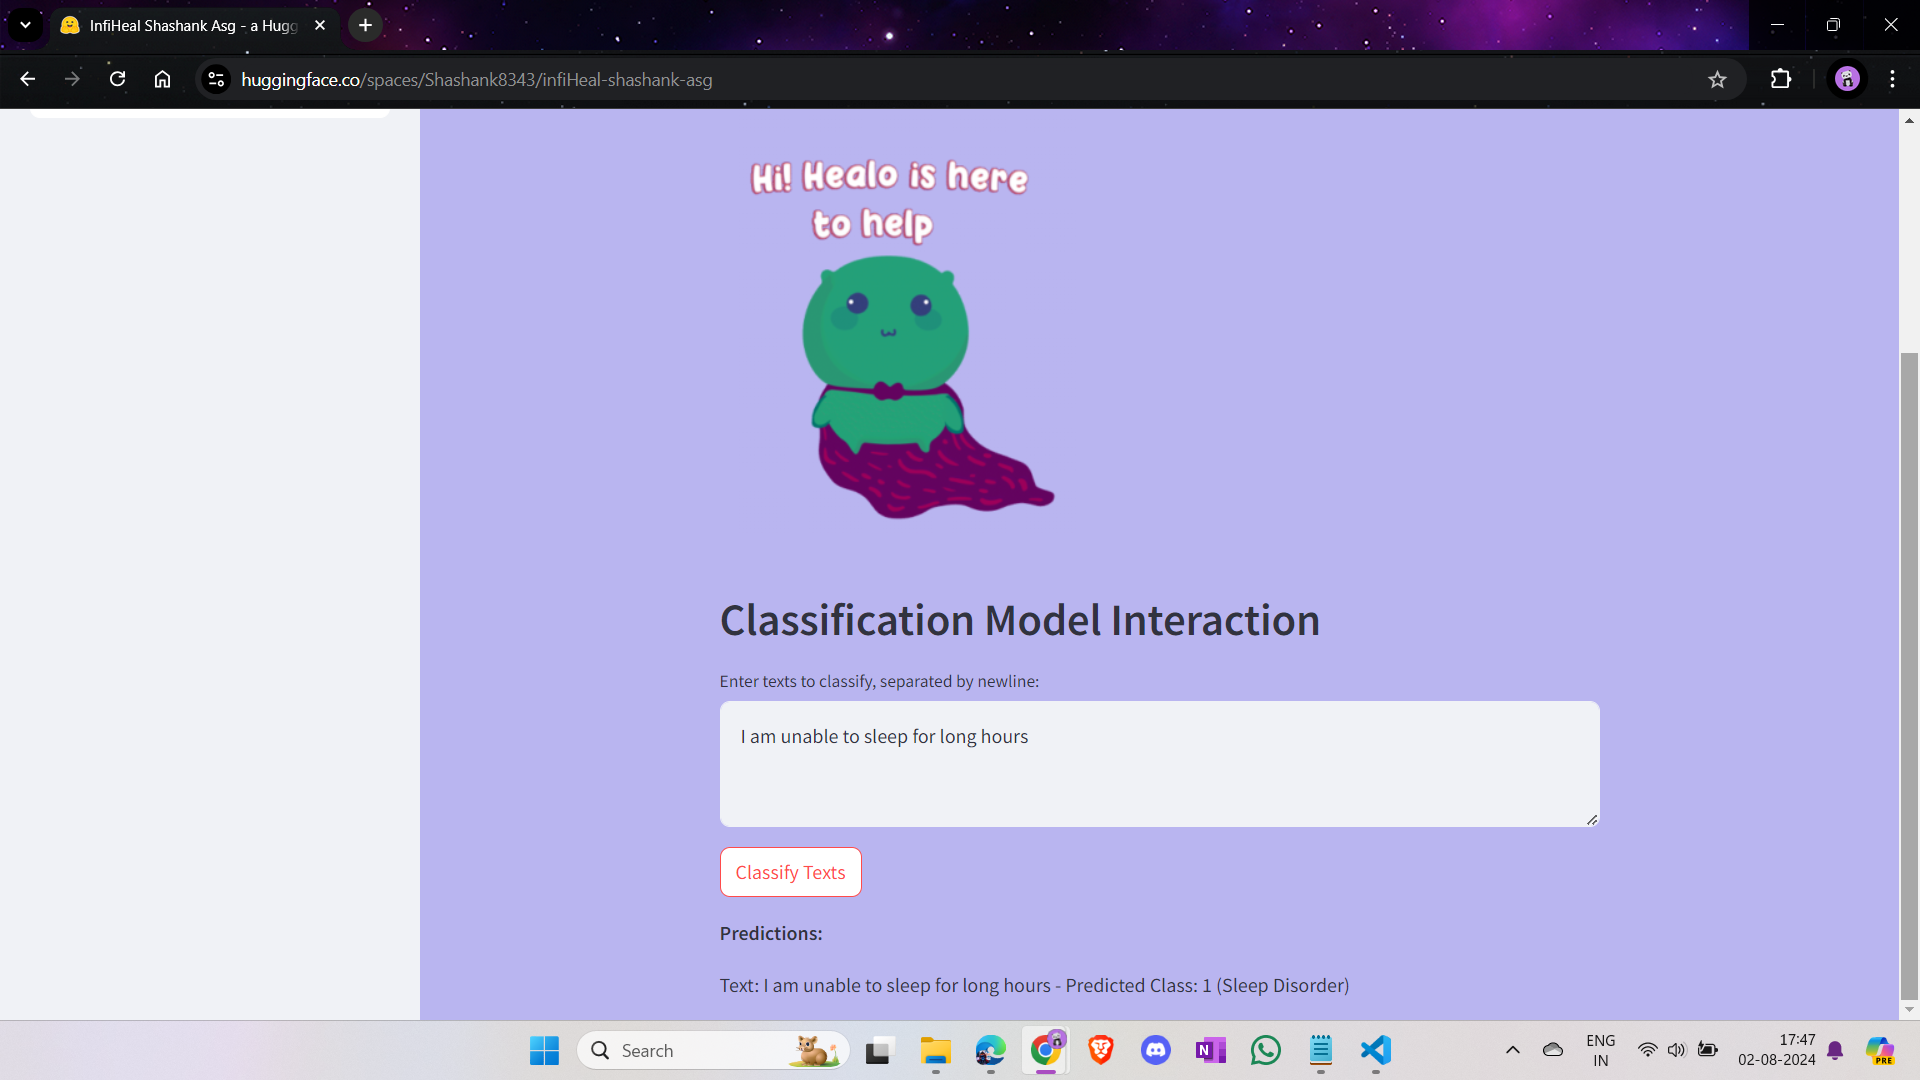 InfiHeal Shashank Asg - a Hugg
huggingface.co/spaces/Shashank8343/infiHeal-shashank-asg
Hi! Healo is here
to help
Classification Model Interaction
Enter texts to classify, separated by newline:
I am unable to sleep for long hours
Classify Texts
Predictions:
Text: I am unable to sleep for long hours - Predicted Class: 1 (Sleep Disorder)
Search
N
ENG
IN
17:47
02-08-2024
PRE